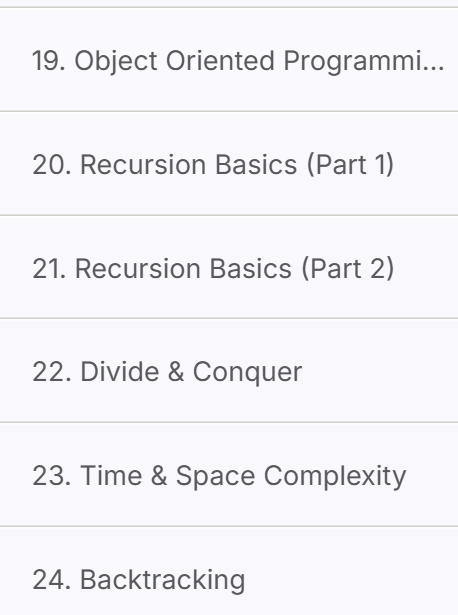 19. Object Oriented Programmi...
20. Recursion Basics (Part 1)
21. Recursion Basics (Part 2)
22. Divide & Conquer
23. Time & Space Complexity
24. Backtracking